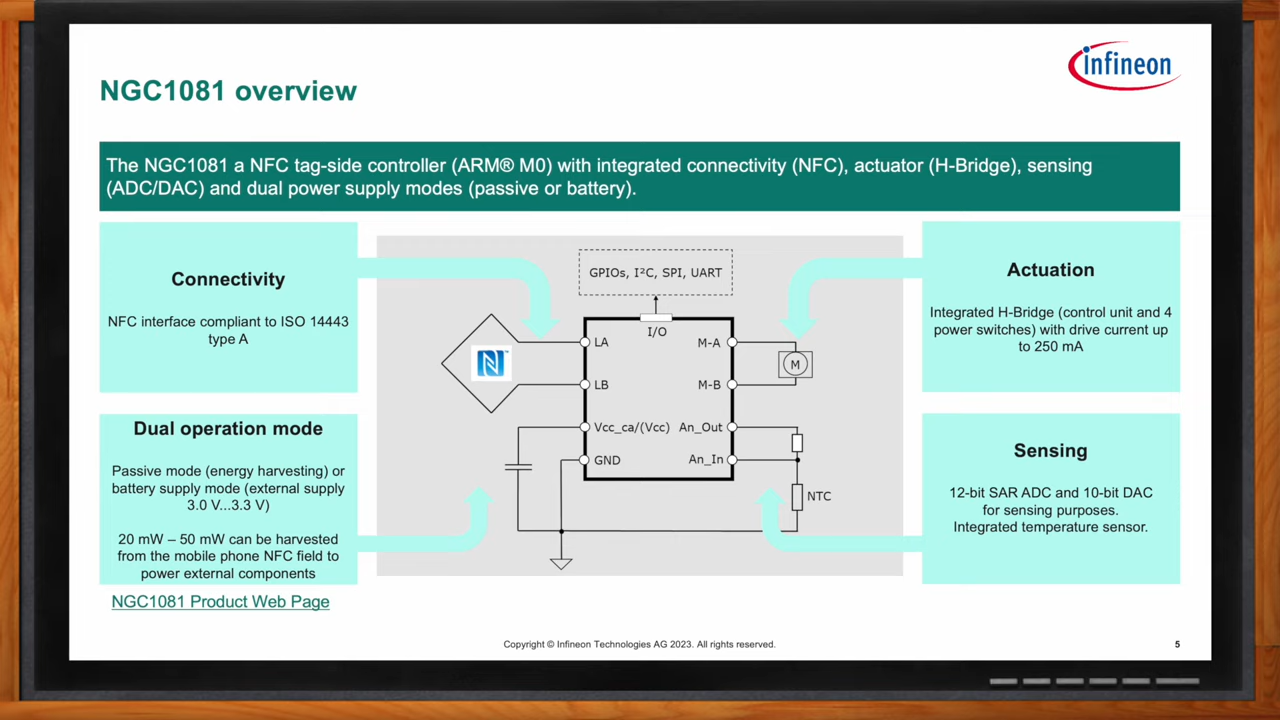 infineon
NGC1081 overview
The NGC1081 a NFC tag-side controller (ARM® M0) with integrated connectivity (NFC), actuator (H-Bridge), sensing
(ADC/DAC) and dual power supply modes (passive or battery).
Connectivity
NFC interface compliant to ISO 14443
type A
Dual operation mode
Passive mode (energy harvesting) or
battery supply mode (external supply
3.0 V...3.3 V)
20 mW – 50 mW can be harvested
from the mobile phone NFC field to
power external components
NGC1081 Product Web Page
GPIOs, I²C, SPI, UART
I/O
LA
M-A
M
N™
LB
M-B
Vcc_ca/(Vcc)
An_Out
GND
An_In
NTC
Actuation
Integrated H-Bridge (control unit and 4
power switches) with drive current up
to 250 mA
Sensing
12-bit SAR ADC and 10-bit DAC
for sensing purposes.
Integrated temperature sensor.
Copyright © Infineon Technologies AG 2023. All rights reserved.
5